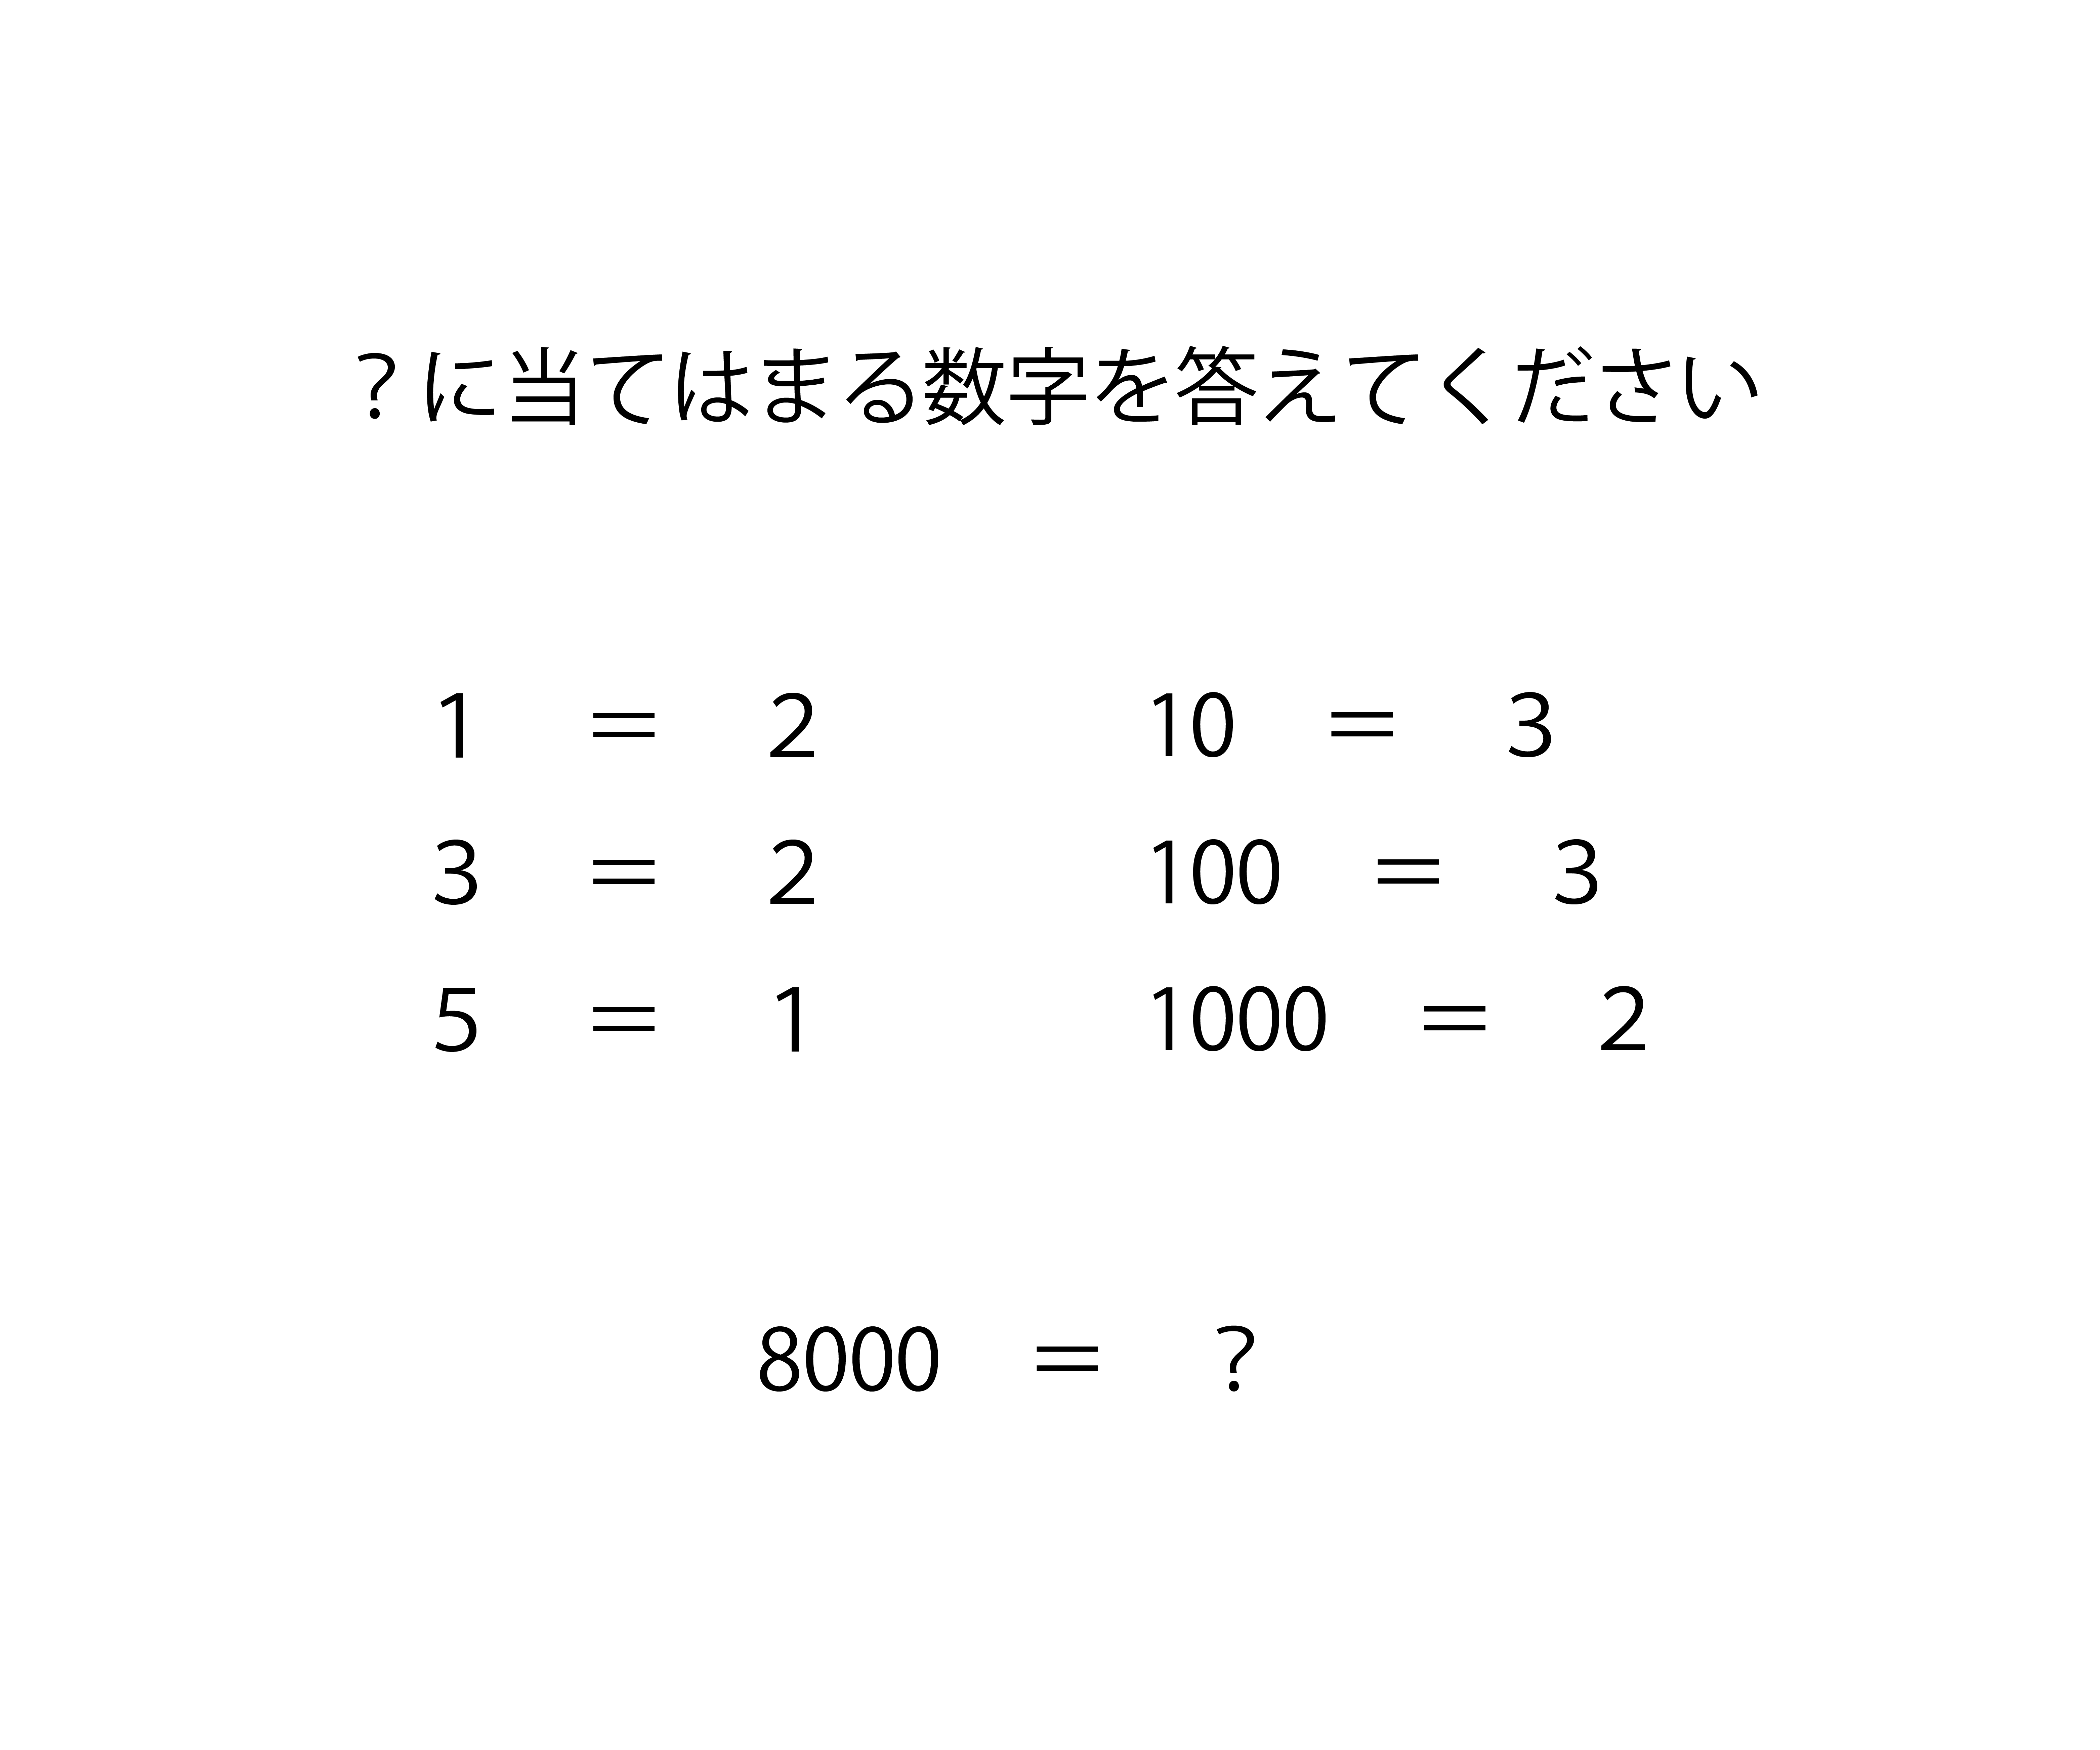 ?に当てはまる数字を答えてください
1 = 2
10 = 3
3 = 2
100 = 3
5 = 1
1000 = 2
8000 = ?